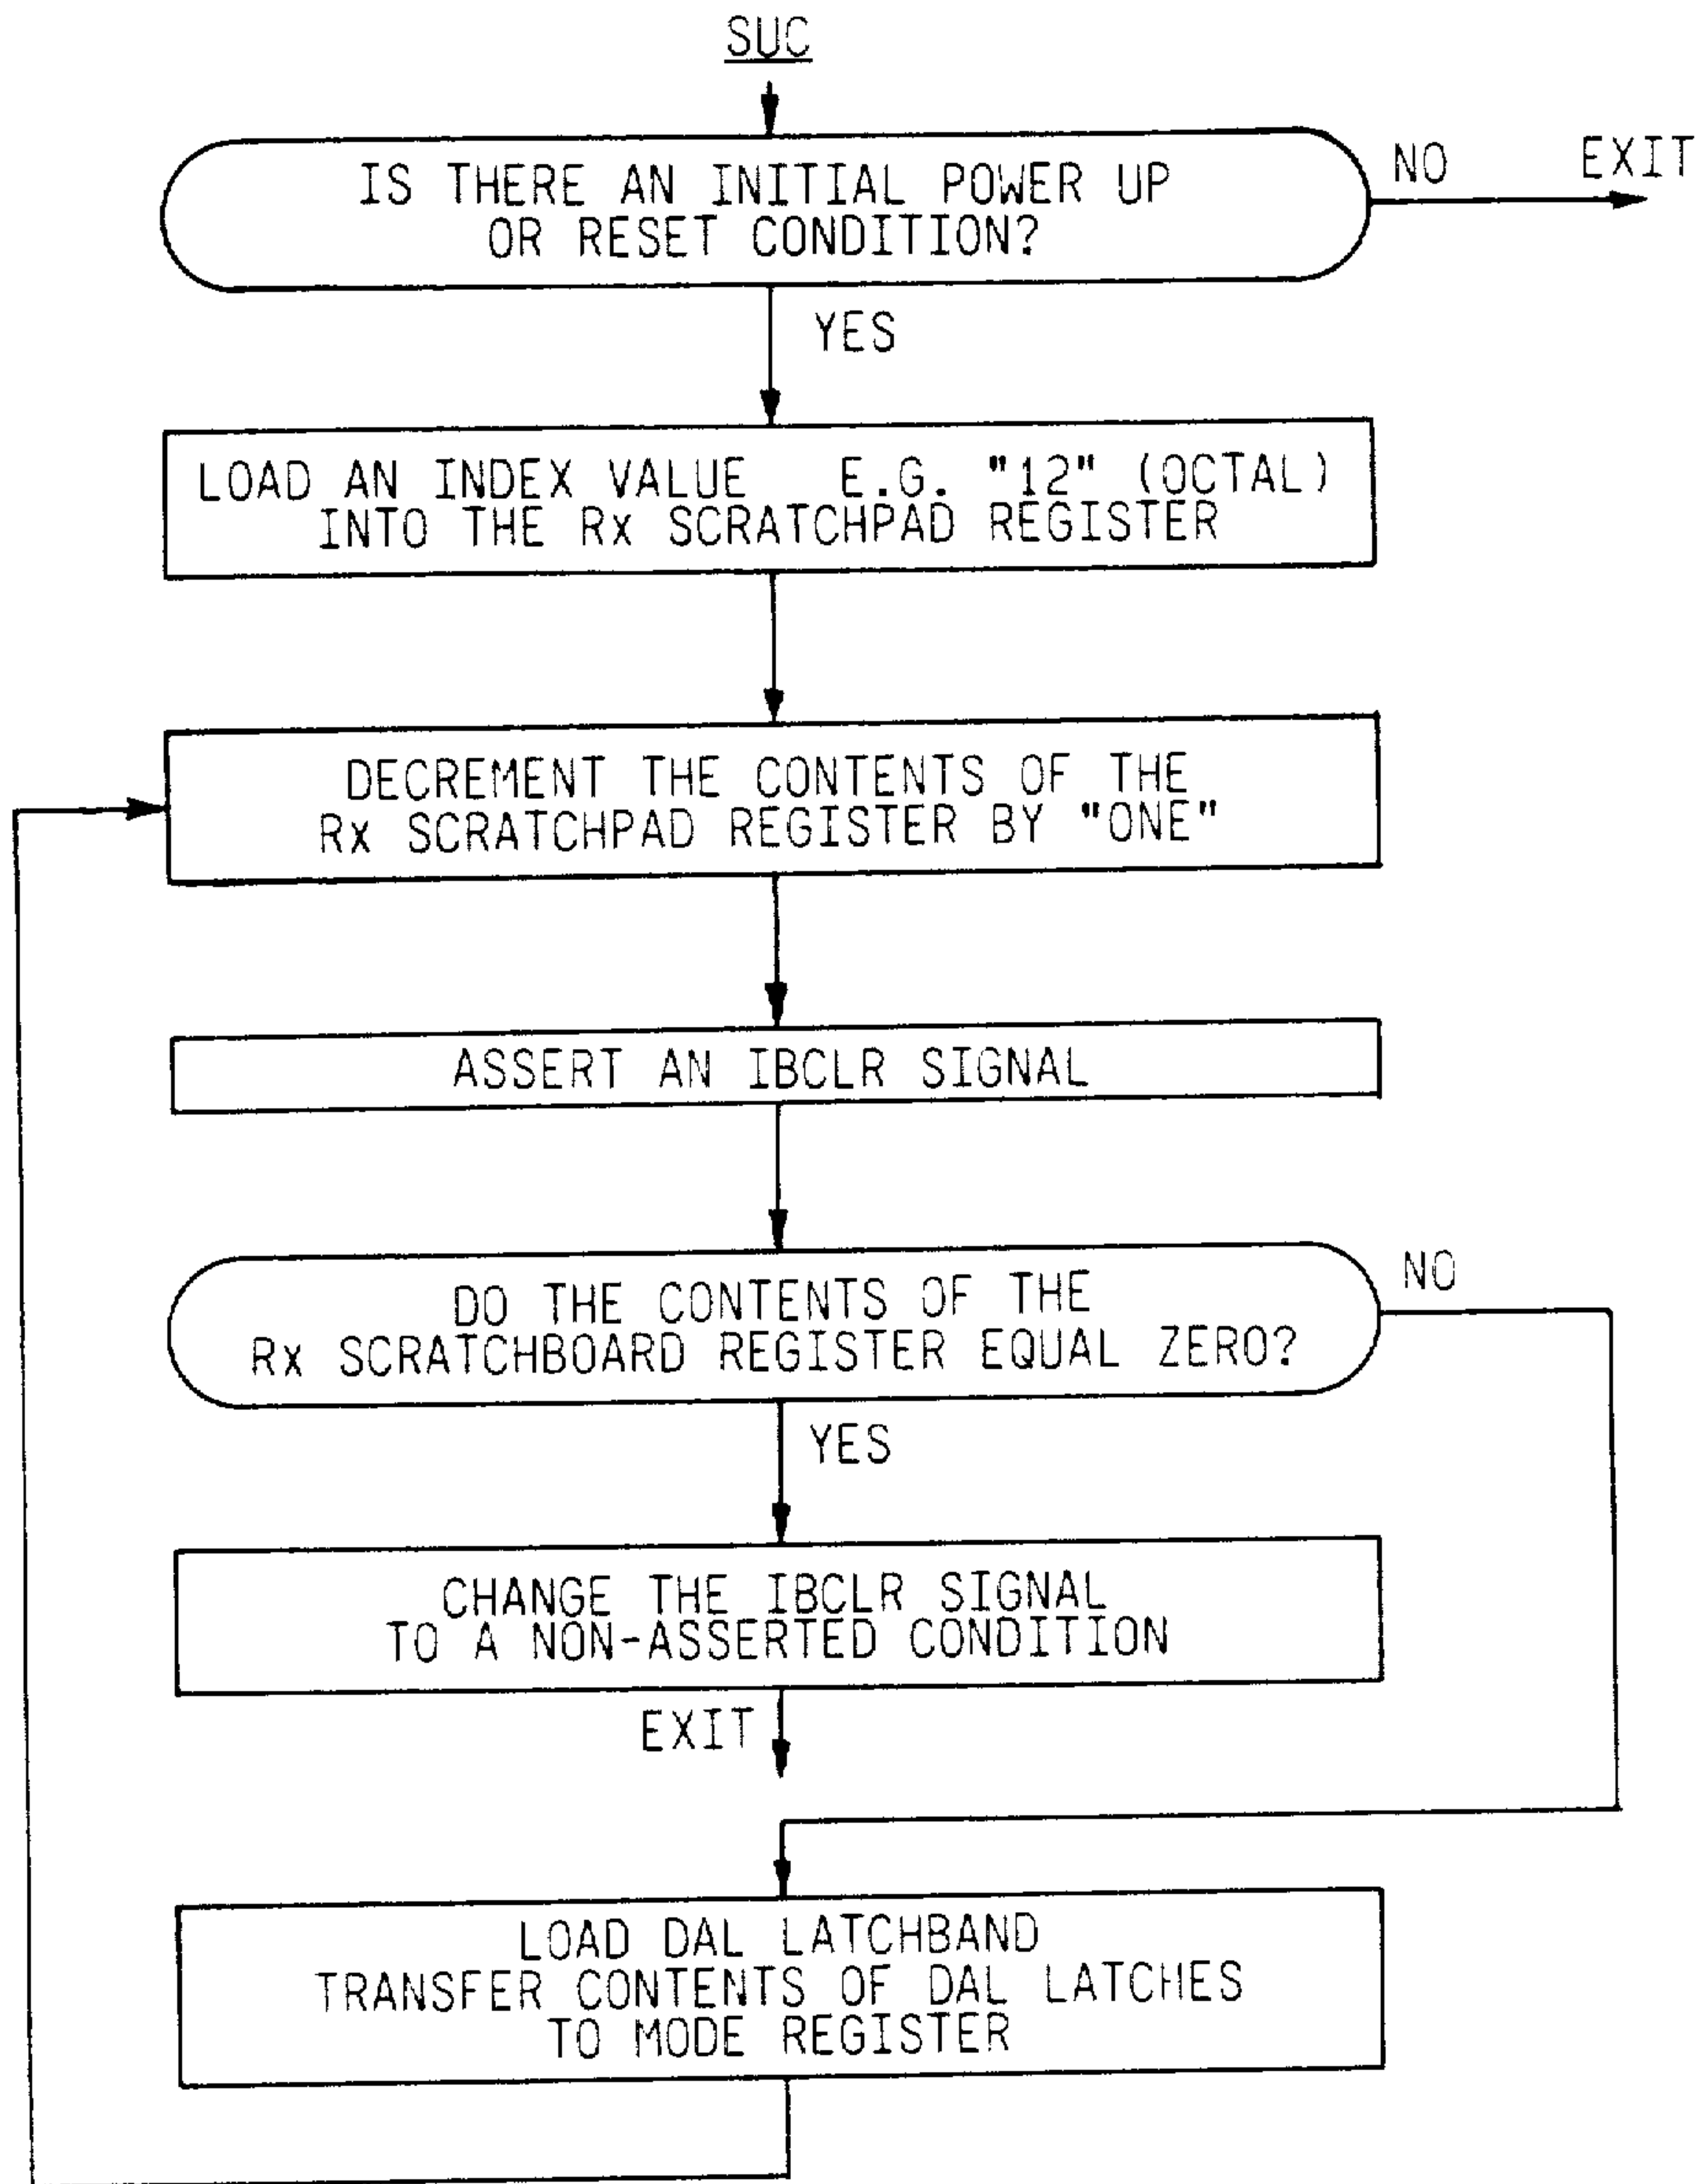 SUC
IS THERE AN INITIAL POWER UP
OR RESET CONDITION?
NO
EXIT
YES
LOAD AN INDEX VALUE E.G. "12" (OCTAL)
INTO THE Rx SCRATCHPAD REGISTER
DECREMENT THE CONTENTS OF THE
Rx SCRATCHPAD REGISTER BY "ONE"
ASSERT AN IBCLR SIGNAL
DO THE CONTENTS OF THE
Rx SCRATCHBOARD REGISTER EQUAL ZERO?
NO
YES
CHANGE THE IBCLR SIGNAL
TO A NON-ASSERTED CONDITION
EXIT
LOAD DAL LATCHBAND
TRANSFER CONTENTS OF DAL LATCHES
TO MODE REGISTER